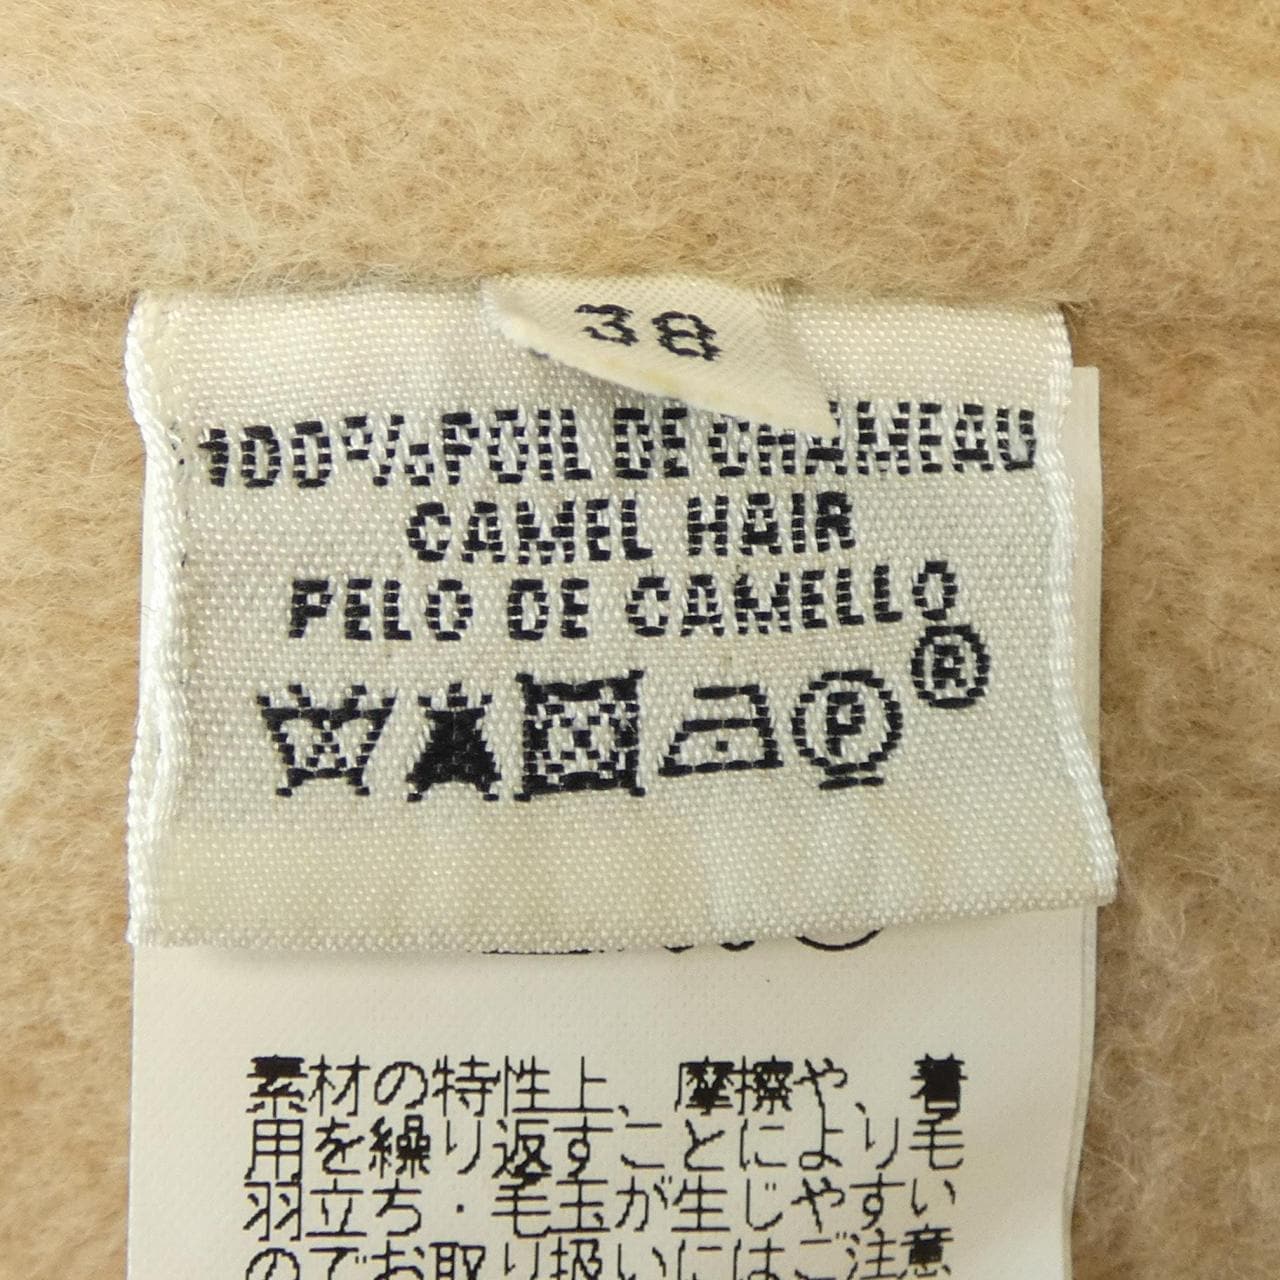 38
100% POIL DE CHAMEAU
CAMEL HAIR
PELO DE CAMELLO
®
P
素材の特性上、摩擦や、着
用を繰り返すことにより毛
羽立ち・毛玉が生じやすい
のでお取り扱いにはご注意